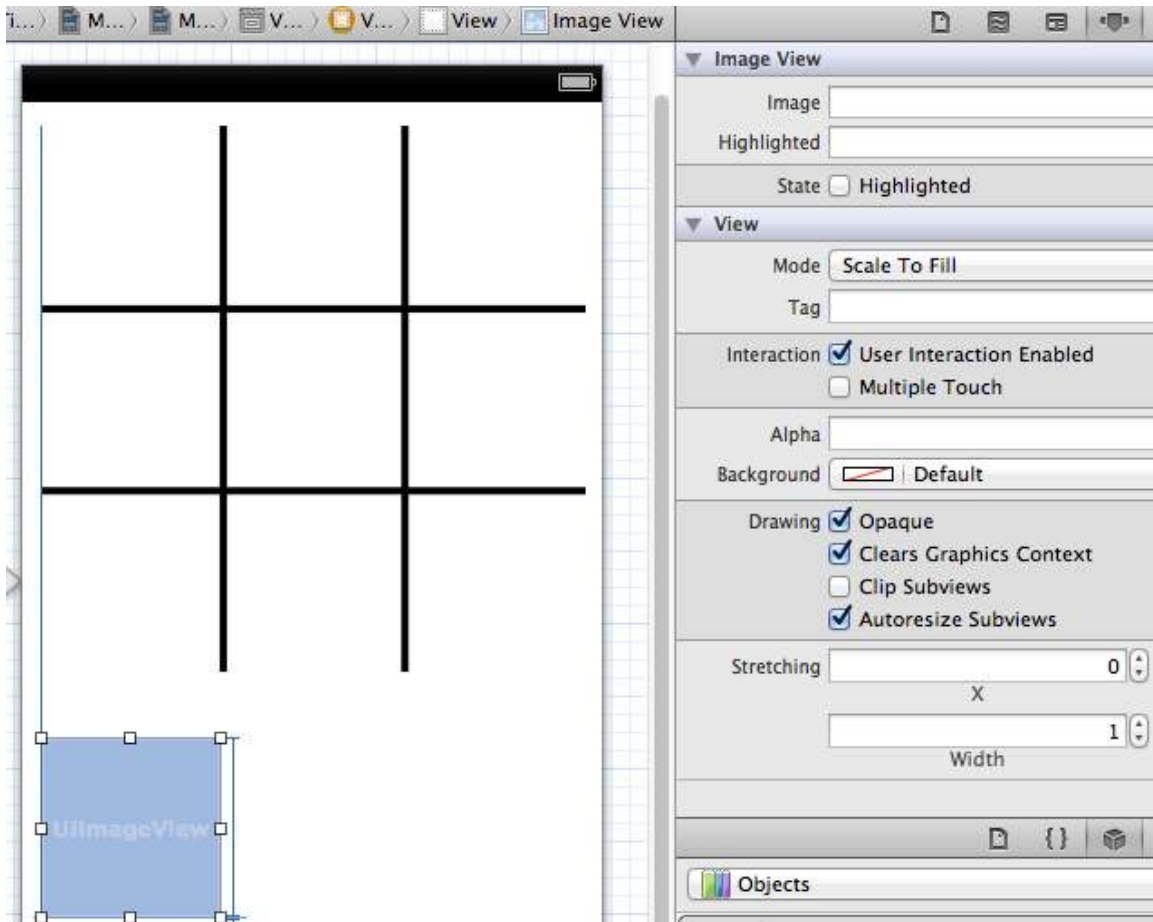 i... M... M... V... V... View Image View
Image View
Image
Highlighted
State Highlighted
View
Mode Scale To Fill
Tag
Interaction User Interaction Enabled
Multiple Touch
Alpha
Background Default
Drawing Opaque
Clears Graphics Context
Clip Subviews
Autoresize Subviews
Stretching 0
X
1
Width
UIImageView
{}
Objects